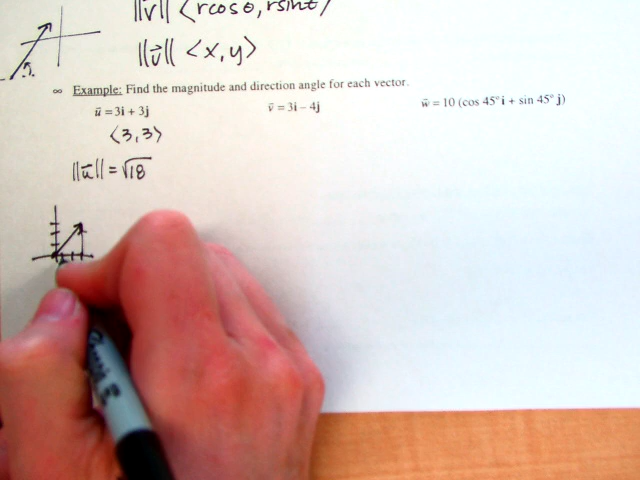 ||v⃗|| <rcosθ, rsinθ>
||v⃗|| <x, y>
∞ Example: Find the magnitude and direction angle for each vector.
u⃗ = 3i + 3j v⃗ = 3i – 4j w⃗ = 10 (cos 45° i + sin 45° j)
<3, 3>
||u⃗|| = √18